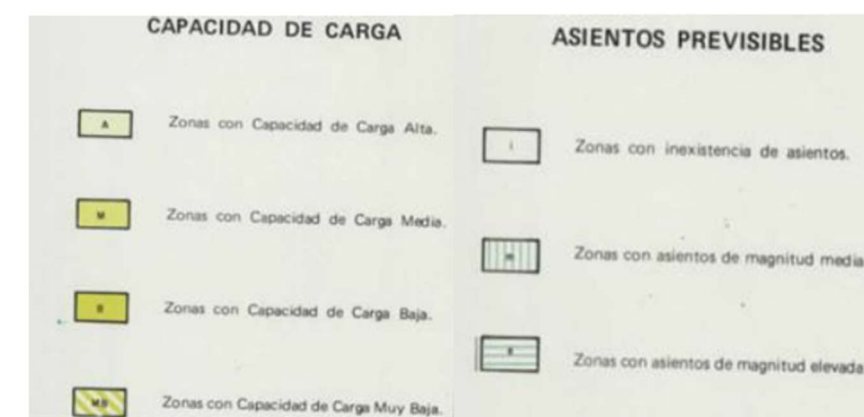 CAPACIDAD DE CARGA
A Zonas con Capacidad de Carga Alta.
M Zonas con Capacidad de Carga Media.
B Zonas con Capacidad de Carga Baja.
MB Zonas con Capacidad de Carga Muy Baja.
ASIENTOS PREVISIBLES
I Zonas con inexistencia de asientos.
M Zonas con asientos de magnitud media
Zonas con asientos de magnitud elevada